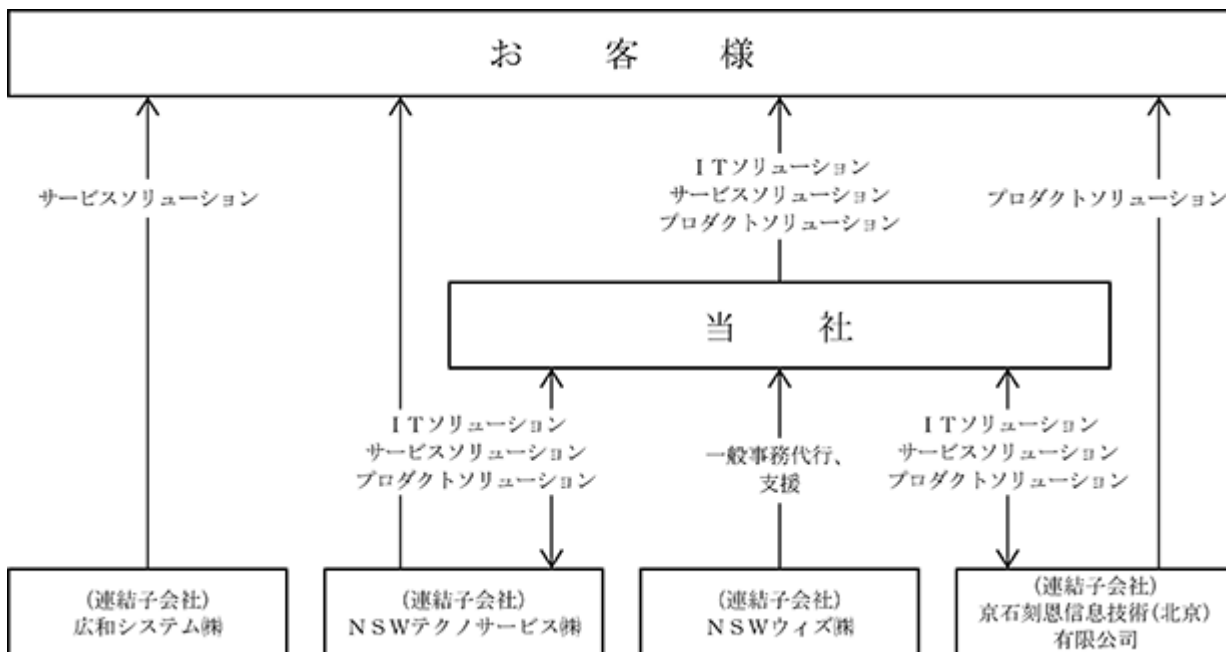 お 客 様
サービスソリューション
ＩＴソリューション
サービスソリューション
プロダクトソリューション
プロダクトソリューション
当 社
ＩＴソリューション
サービスソリューション
プロダクトソリューション
一般事務代行、
支援
ＩＴソリューション
サービスソリューション
プロダクトソリューション
(連結子会社)
広和システム㈱
(連結子会社)
ＮＳＷテクノサービス㈱
(連結子会社)
ＮＳＷウィズ㈱
(連結子会社)
京石刻恩信息技術(北京)
有限公司